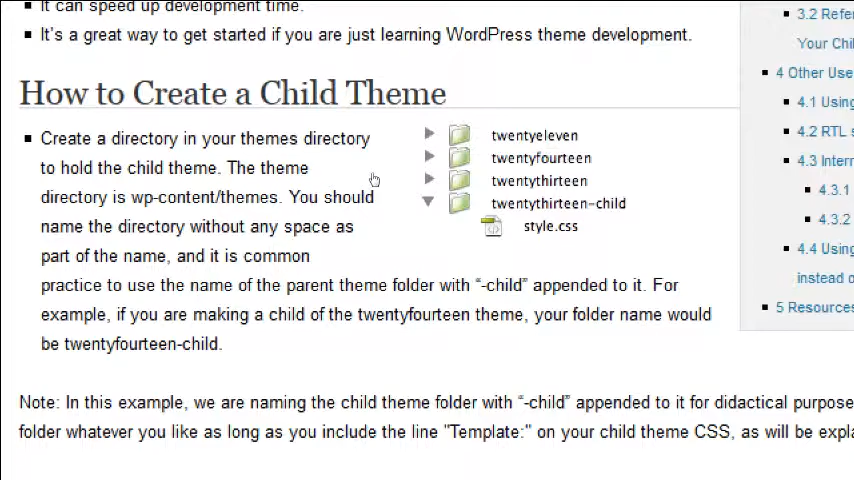 It can speed up development time.
It's a great way to get started if you are just learning WordPress theme development.
How to Create a Child Theme
Create a directory in your themes directory
to hold the child theme. The theme
directory is wp-content/themes. You should
name the directory without any space as
part of the name, and it is common
practice to use the name of the parent theme folder with “-child” appended to it. For
example, if you are making a child of the twentyfourteen theme, your folder name would
be twentyfourteen-child.
twentyeleven
twentyfourteen
twentythirteen
twentythirteen-child
style.css
Note: In this example, we are naming the child theme folder with “-child” appended to it for didactical purpose
folder whatever you like as long as you include the line "Template:" on your child theme CSS, as will be expla
3.2 Refer
Your Chil
4 Other Use
4.1 Using
4.2 RTL s
4.3 Intern
4.3.1
4.3.2
4.4 Using
instead o
5 Resources